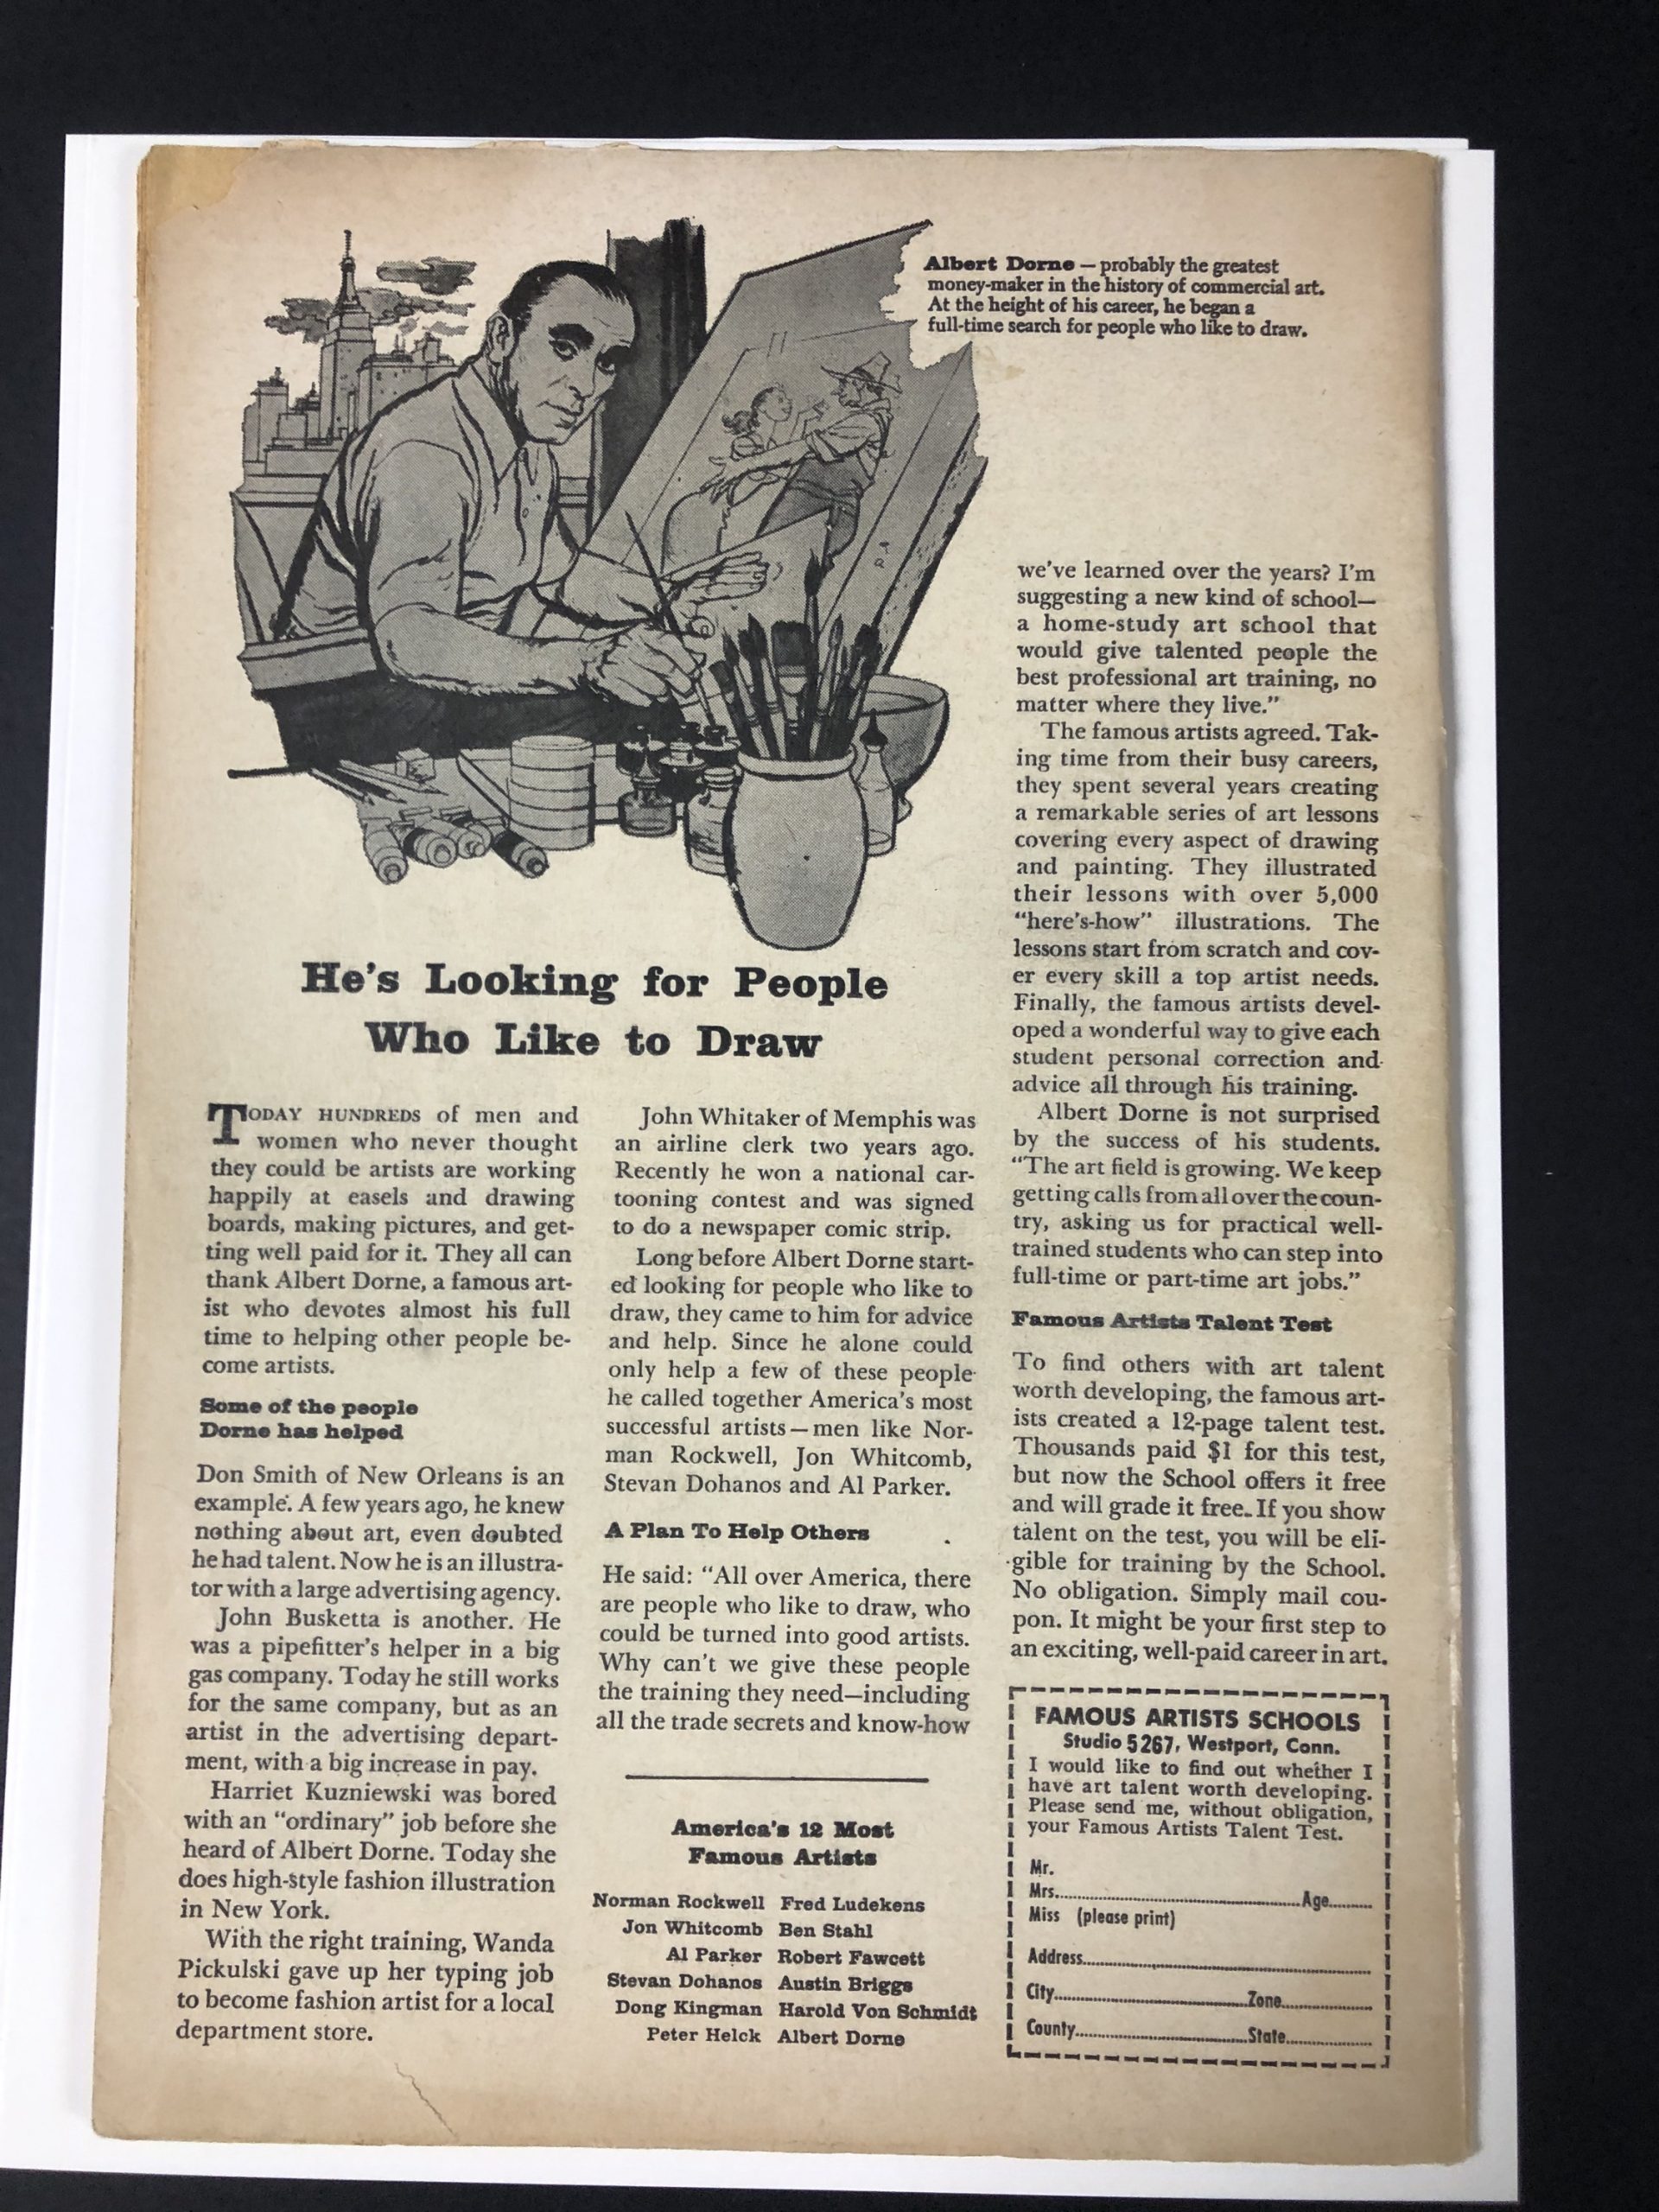 Albert Dorne — probably the greatest
money-maker in the history of commercial art.
At the height of his career, he began a
full-time search for people who like to draw.
He's Looking for People
Who Like to Draw
TODAY HUNDREDS of men and
women who never thought
they could be artists are working
happily at easels and drawing
boards, making pictures, and get-
ting well paid for it. They all can
thank Albert Dorne, a famous art-
ist who devotes almost his full
time to helping other people be-
come artists.
Some of the people
Dorne has helped
Don Smith of New Orleans is an
example. A few years ago, he knew
nothing about art, even doubted
he had talent. Now he is an illustra-
tor with a large advertising agency.
John Busketta is another. He
was a pipefitter's helper in a big
gas company. Today he still works
for the same company, but as an
artist in the advertising depart-
ment, with a big increase in pay.
Harriet Kuzniewski was bored
with an "ordinary" job before she
heard of Albert Dorne. Today she
does high-style fashion illustration
in New York.
With the right training, Wanda
Pickulski gave up her typing job
to become fashion artist for a local
department store.
John Whitaker of Memphis was
an airline clerk two years ago.
Recently he won a national car-
tooning contest and was signed
to do a newspaper comic strip.
Long before Albert Dorne start-
ed looking for people who like to
draw, they came to him for advice
and help. Since he alone could
only help a few of these people
he called together America's most
successful artists — men like Nor-
man Rockwell, Jon Whitcomb,
Stevan Dohanos and Al Parker.
A Plan To Help Others
He said: "All over America, there
are people who like to draw, who
could be turned into good artists.
Why can't we give these people
the training they need—including
all the trade secrets and know-how
America's 12 Most
Famous Artists
Norman Rockwell Fred Ludekens
Jon Whitcomb Ben Stahl
Al Parker Robert Fawcett
Stevan Dohanos Austin Briggs
Dong Kingman Harold Von Schmidt
Peter Helck Albert Dorne
we've learned over the years? I'm
suggesting a new kind of school—
a home-study art school that
would give talented people the
best professional art training, no
matter where they live."
The famous artists agreed. Tak-
ing time from their busy careers,
they spent several years creating
a remarkable series of art lessons
covering every aspect of drawing
and painting. They illustrated
their lessons with over 5,000
"here's-how" illustrations. The
lessons start from scratch and cov-
er every skill a top artist needs.
Finally, the famous artists devel-
oped a wonderful way to give each
student personal correction and
advice all through his training.
Albert Dorne is not surprised
by the success of his students.
"The art field is growing. We keep
getting calls from all over the coun-
try, asking us for practical well-
trained students who can step into
full-time or part-time art jobs."
Famous Artists Talent Test
To find others with art talent
worth developing, the famous art-
ists created a 12-page talent test.
Thousands paid $1 for this test,
but now the School offers it free
and will grade it free. If you show
talent on the test, you will be eli-
gible for training by the School.
No obligation. Simply mail cou-
pon. It might be your first step to
an exciting, well-paid career in art.
FAMOUS ARTISTS SCHOOLS
Studio 5267, Westport, Conn.
I would like to find out whether I
have art talent worth developing.
Please send me, without obligation,
your Famous Artists Talent Test.
Mr.
Mrs. Age
Miss (please print)
Address
City Zone
County State